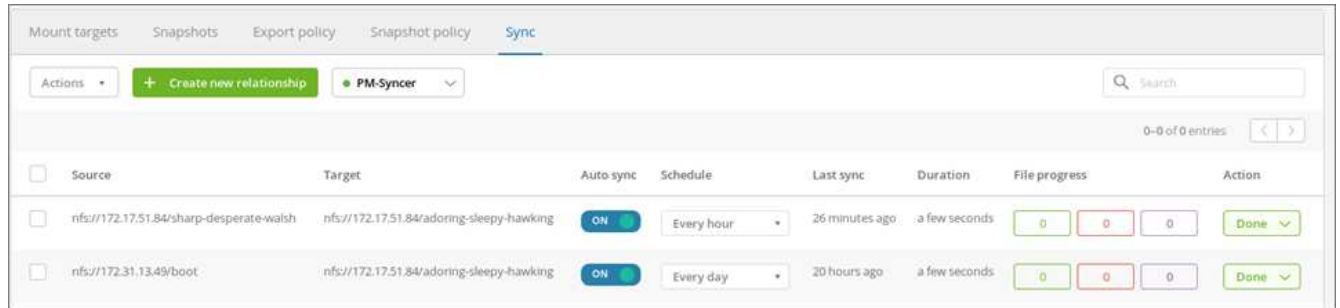 Mount targets Snapshots Export policy Snapshot policy Sync
Actions + Create new relationship PM-Syncer Search
0-0 of 0 entries < >
Source Target Auto sync Schedule Last sync Duration File progress Action
nfs://172.17.51.84/sharp-desperate-walsh nfs://172.17.51.84/adoring-sleepy-hawking ON Every hour 26 minutes ago a few seconds 0 0 0 Done
nfs://172.31.13.49/boot nfs://172.17.51.84/adoring-sleepy-hawking ON Every day 20 hours ago a few seconds 0 0 0 Done